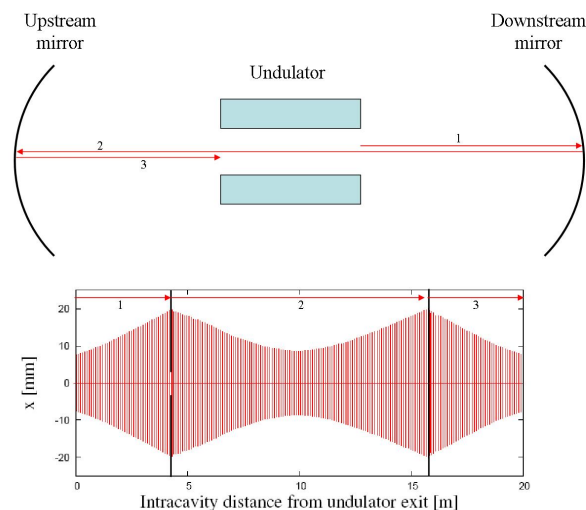 Upstream
mirror
Downstream
mirror
Undulator
1
2
3
1
2
3
20
10
0
-10
-20
x [mm]
0
5
10
15
20
Intracavity distance from undulator exit [m]